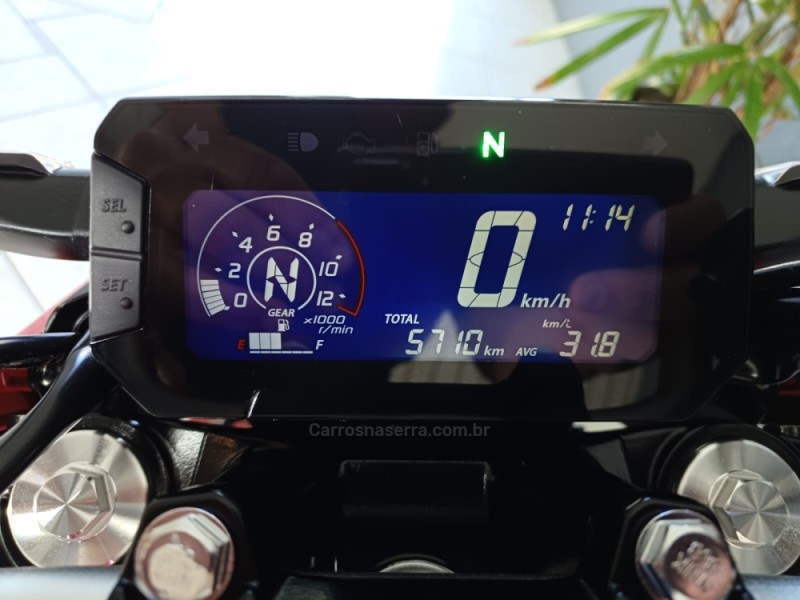 N
SEL
SET
11:14
0 km/h
0 2 4 6 8 10 12
N
GEAR
x1000
r/min
E F
TOTAL
5710 km
km/L
AVG 31.8
Carrosnaserra.com.br